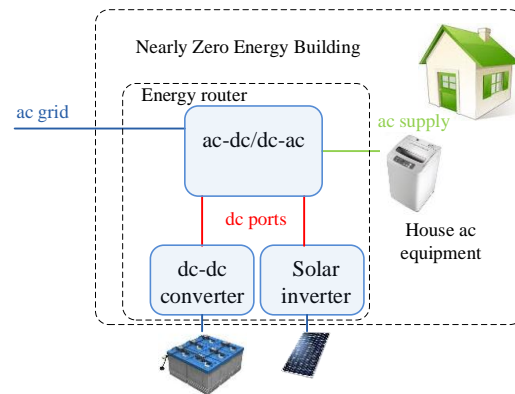 Nearly Zero Energy Building
Energy router
ac grid
ac-dc/dc-ac
ac supply
dc ports
House ac
equipment
dc-dc
converter
Solar
inverter